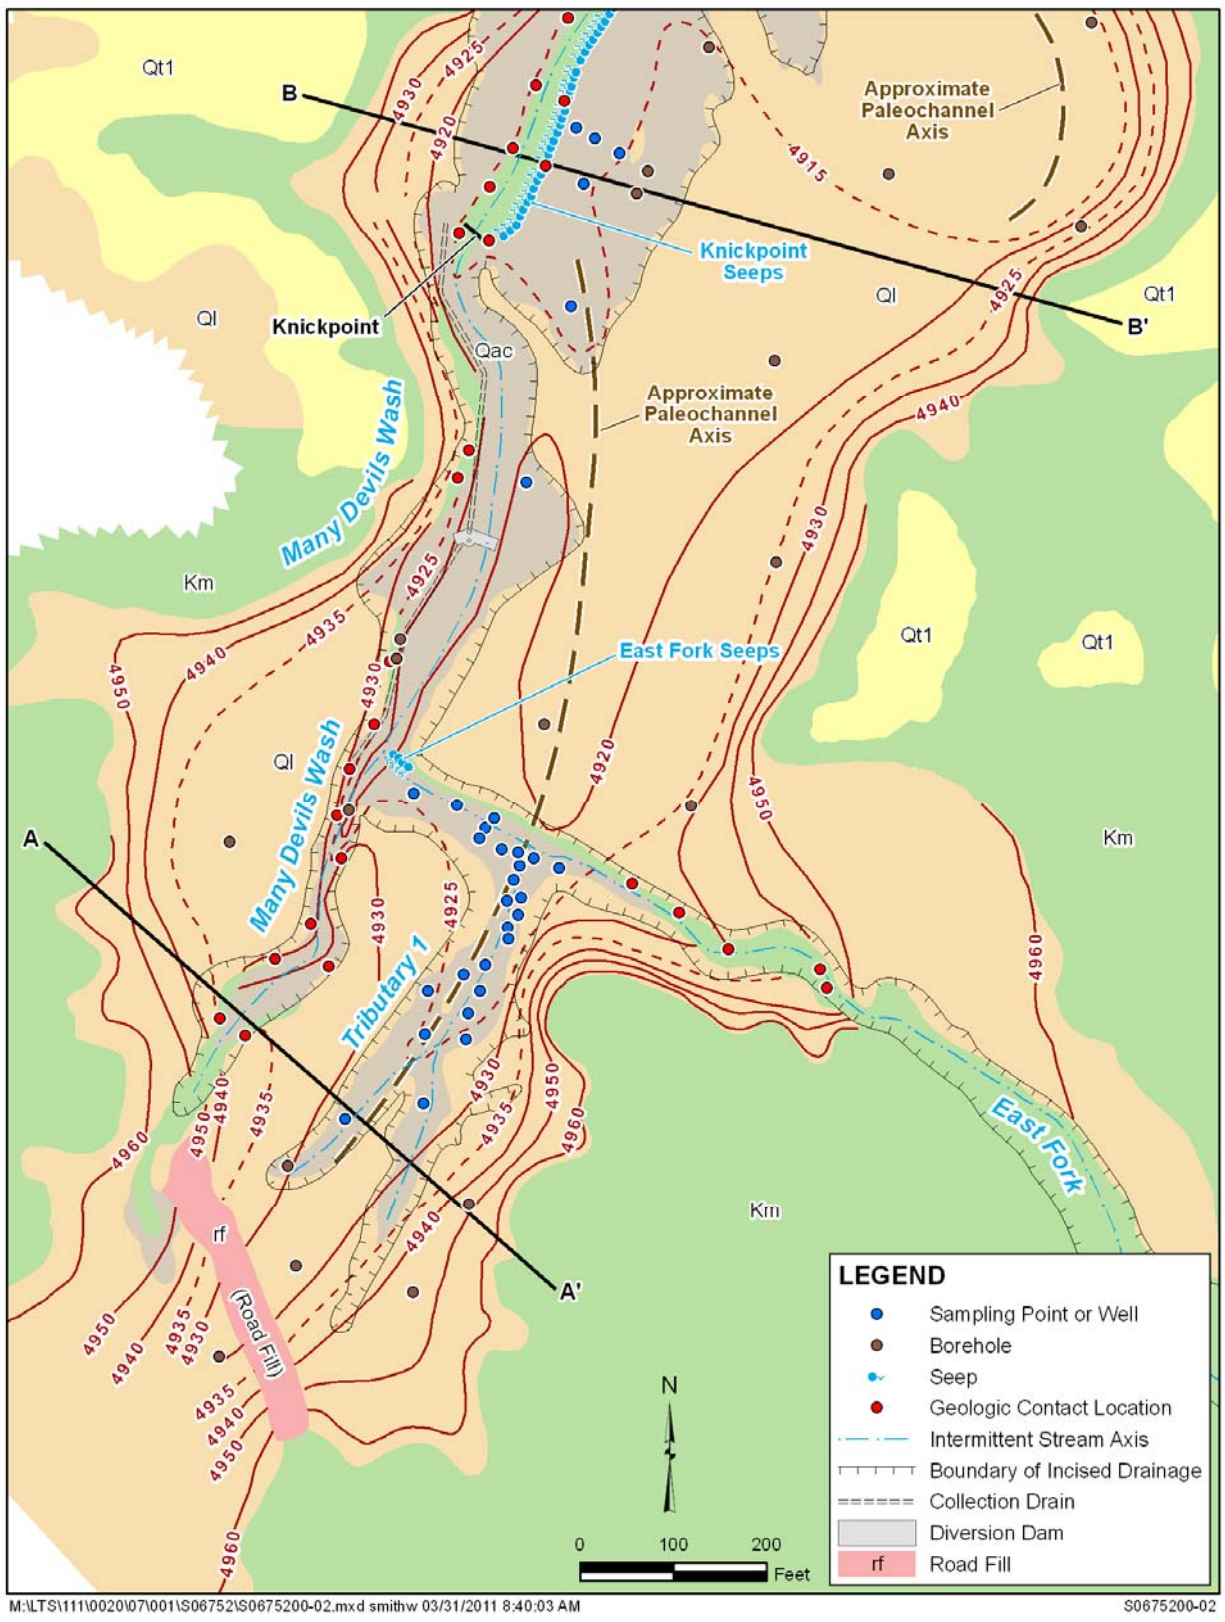 4925
Qt1
4930
Approximate
Paleochannel
Axis
B
4920
4915
Knickpoint
Seeps
4925
Ql
Qt1
Ql
Knickpoint
B'
Qac
Many Devils Wash
Approximate
Paleochannel
Axis
4940
4930
4925
Km
4935
Qt1
Qt1
4940
East Fork Seeps
4950
4930
Ql
4920
4950
Many Devils Wash
A
Km
4930
4925
4960
Tributary 1
4930
4950
4940
4950
4935
4935
4960
4960
East Fork
Km
rf
4940
A'
(Road Fill)
4950
4940
4935
4930
4935
4940
4950
4960
N
0 100 200
Feet
LEGEND
Sampling Point or Well
Borehole
Seep
Geologic Contact Location
Intermittent Stream Axis
Boundary of Incised Drainage
Collection Drain
Diversion Dam
rf Road Fill
M:\LTS\111\0020\07\001\S06752\S0675200-02.mxd smithw 03/31/2011 8:40:03 AM
S0675200-02